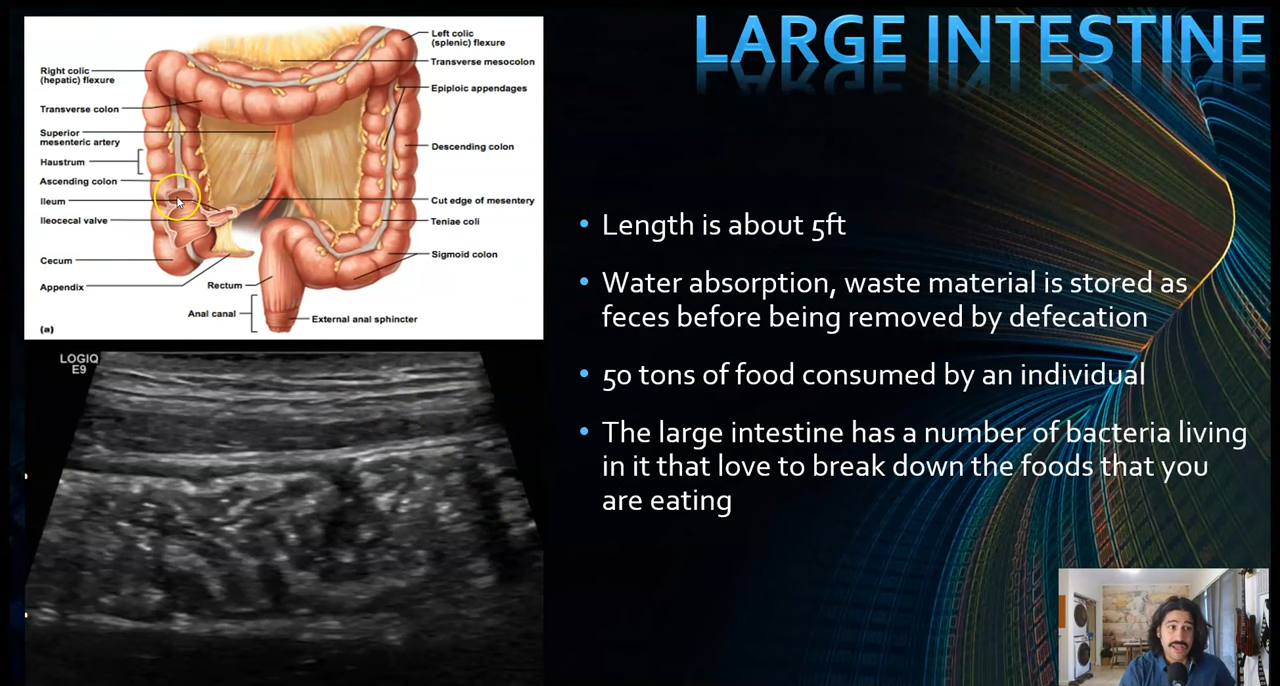 LARGE INTESTINE
Left colic
(splenic) flexure
Transverse mesocolon
Epiploic appendages
Descending colon
Cut edge of mesentery
Teniae coli
Sigmoid colon
Right colic
(hepatic) flexure
Transverse colon
Superior
mesenteric artery
Haustrum
Ascending colon
Ileum
Ileocecal valve
Cecum
Appendix
Rectum
Anal canal
External anal sphincter
(a)
LOGIQ
E9
• Length is about 5ft
• Water absorption, waste material is stored as
feces before being removed by defecation
• 50 tons of food consumed by an individual
• The large intestine has a number of bacteria living
in it that love to break down the foods that you
are eating